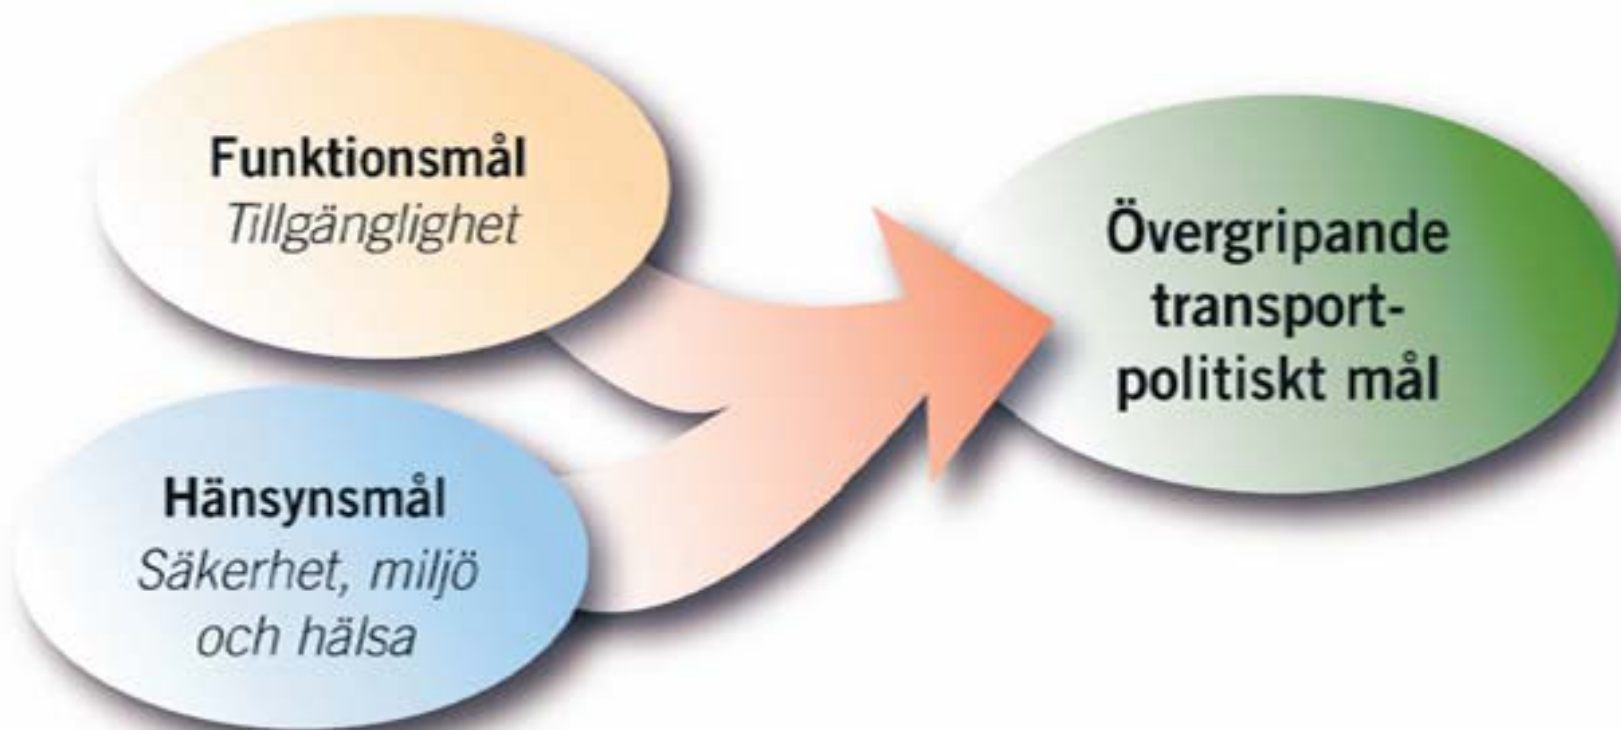 Funktionsmål
Tillgänglighet
Hänsynsmål
Säkerhet, miljö
och hälsa
Övergripande
transport-
politiskt mål